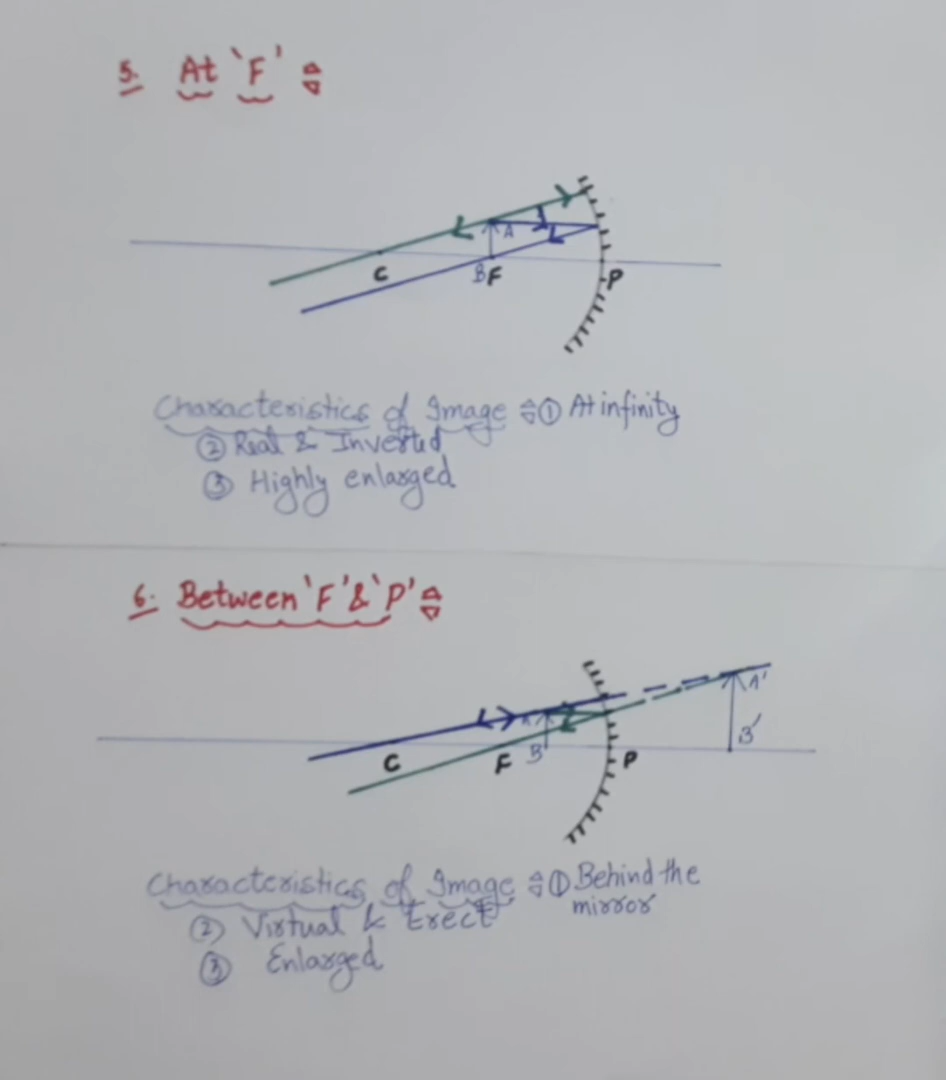 5. At 'F' :
A
C
B F
P
Characteristics of Image : ① At infinity
② Real & Inverted
③ Highly enlarged
6. Between 'F' & 'P' :
A'
A
C
F
B
P
B'
Characteristics of Image : ① Behind the
mirror
② Virtual & Erect
③ Enlarged